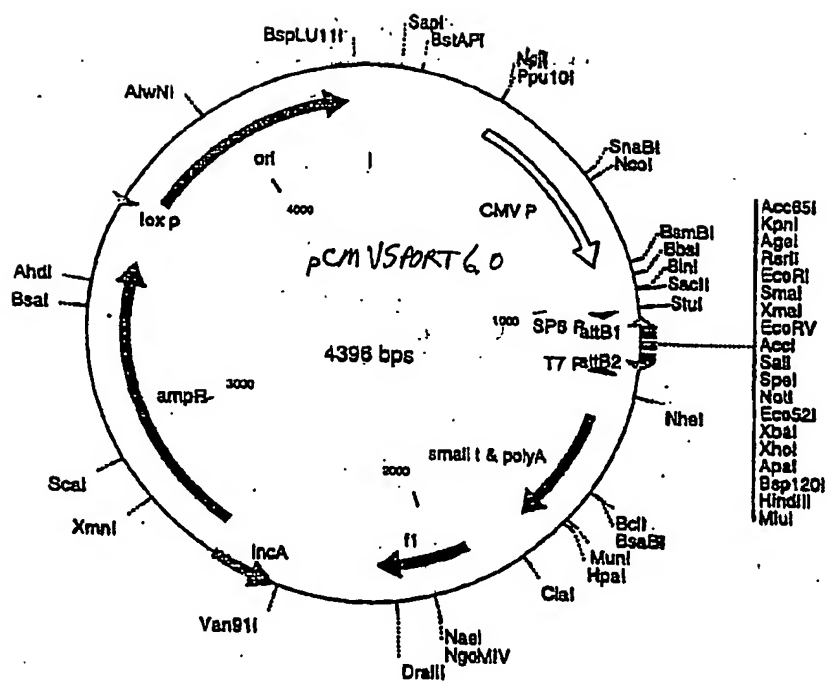 BspLU11I
SapI
BstAPI
NsiI
Ppu10I
AlwNI
SnaBI
NcoI
ori
I
4000
CMV P
lox p
BsmBI
BbsI
BlnI
SacII
StuI
pCMVSPORT6.0
AhdI
BsaI
1000
SP6 P
attB1
4396 bps
T7 P
attB2
Acc65I
KpnI
AgeI
RsrII
EcoRI
SmaI
XmaI
EcoRV
AccI
SalI
SpeI
NotI
Eco52I
XbaI
XhoI
ApaI
Bsp120I
HindIII
MluI
ampR
3000
NheI
small t & polyA
2000
ScaI
XmnI
f1
BclI
BsaBI
MunI
HpaI
ClaI
lncA
Van91I
NaeI
NgoMIV
DraIII